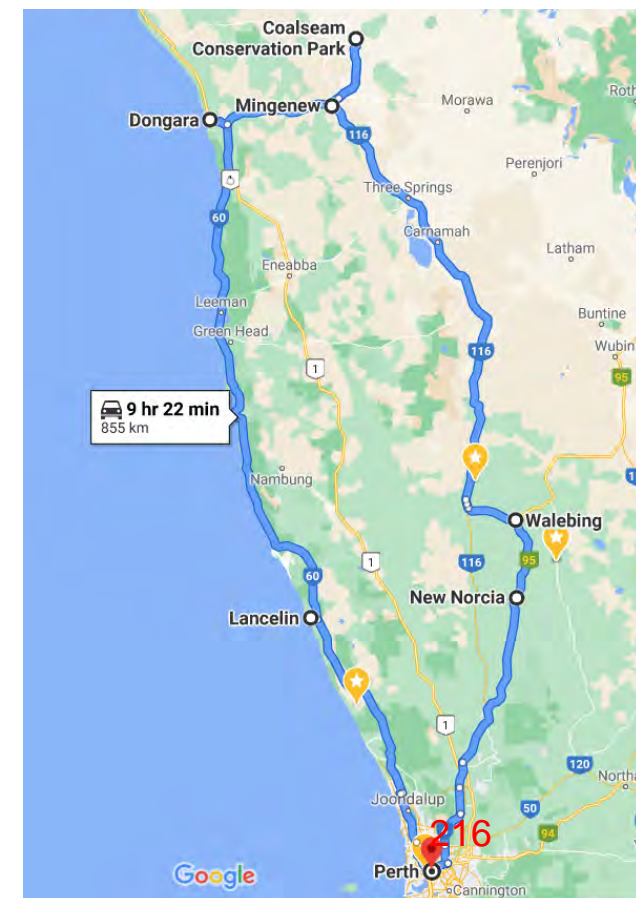 Coalseam
Conservation Park
Morawa
Roth
Mingenew
Dongara
116
Perenjori
Three Springs
60
Carnamah
Latham
Eneabba
Leeman
Buntine
Green Head
116
Wubin
1
95
9 hr 22 min
855 km
Nambung
1
Walebing
95
116
1
60
New Norcia
Lancelin
1
120
Northa
Joondalup
50
216
94
Google
Perth
Cannington